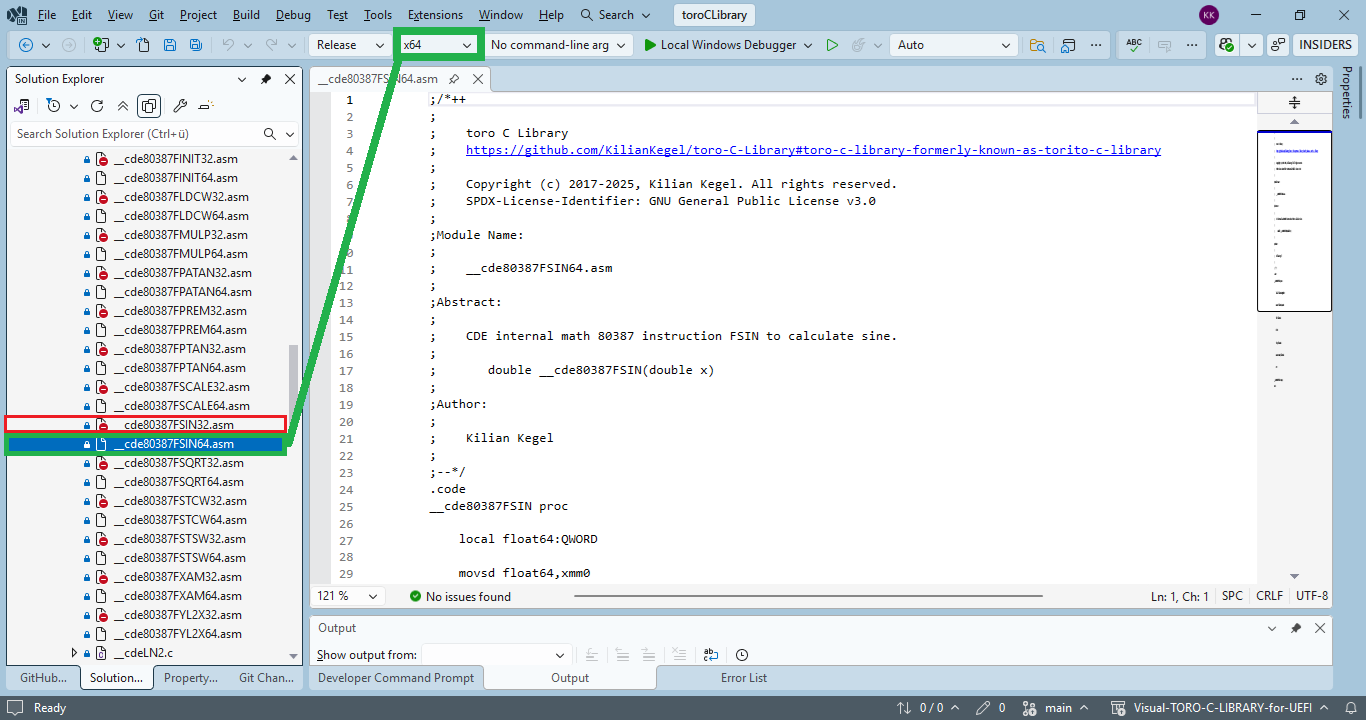 File Edit View Git Project Build Debug Test Tools Extensions Window Help Search toroCLibrary KK
Release x64 No command-line arg Local Windows Debugger Auto ABC INSIDERS
Solution Explorer
Search Solution Explorer (Ctrl+ü)
__cde80387FINIT32.asm
__cde80387FINIT64.asm
__cde80387FLDCW32.asm
__cde80387FLDCW64.asm
__cde80387FMULP32.asm
__cde80387FMULP64.asm
__cde80387FPATAN32.asm
__cde80387FPATAN64.asm
__cde80387FPREM32.asm
__cde80387FPREM64.asm
__cde80387FPTAN32.asm
__cde80387FPTAN64.asm
__cde80387FSCALE32.asm
__cde80387FSCALE64.asm
__cde80387FSIN32.asm
__cde80387FSIN64.asm
__cde80387FSQRT32.asm
__cde80387FSQRT64.asm
__cde80387FSTCW32.asm
__cde80387FSTCW64.asm
__cde80387FSTSW32.asm
__cde80387FSTSW64.asm
__cde80387FXAM32.asm
__cde80387FXAM64.asm
__cde80387FYL2X32.asm
__cde80387FYL2X64.asm
__cdeLN2.c
GitHub... Solution... Property... Git Chan...
__cde80387FSIN64.asm
1 ;/*++
2 ;
3 ; toro C Library
4 ; https://github.com/KilianKegel/toro-C-Library#toro-c-library-formerly-known-as-torito-c-library
5 ;
6 ; Copyright (c) 2017-2025, Kilian Kegel. All rights reserved.
7 ; SPDX-License-Identifier: GNU General Public License v3.0
8 ;
9 ;Module Name:
10 ;
11 ; __cde80387FSIN64.asm
12 ;
13 ;Abstract:
14 ;
15 ; CDE internal math 80387 instruction FSIN to calculate sine.
16 ;
17 ; double __cde80387FSIN(double x)
18 ;
19 ;Author:
20 ;
21 ; Kilian Kegel
22 ;
23 ;--*/
24 .code
25 __cde80387FSIN proc
26
27 local float64:QWORD
28
29 movsd float64,xmm0
121 % No issues found Ln: 1, Ch: 1 SPC CRLF UTF-8
Properties
Output
Show output from:
Developer Command Prompt Output Error List
Ready 0 / 0 0 main Visual-TORO-C-LIBRARY-for-UEFI